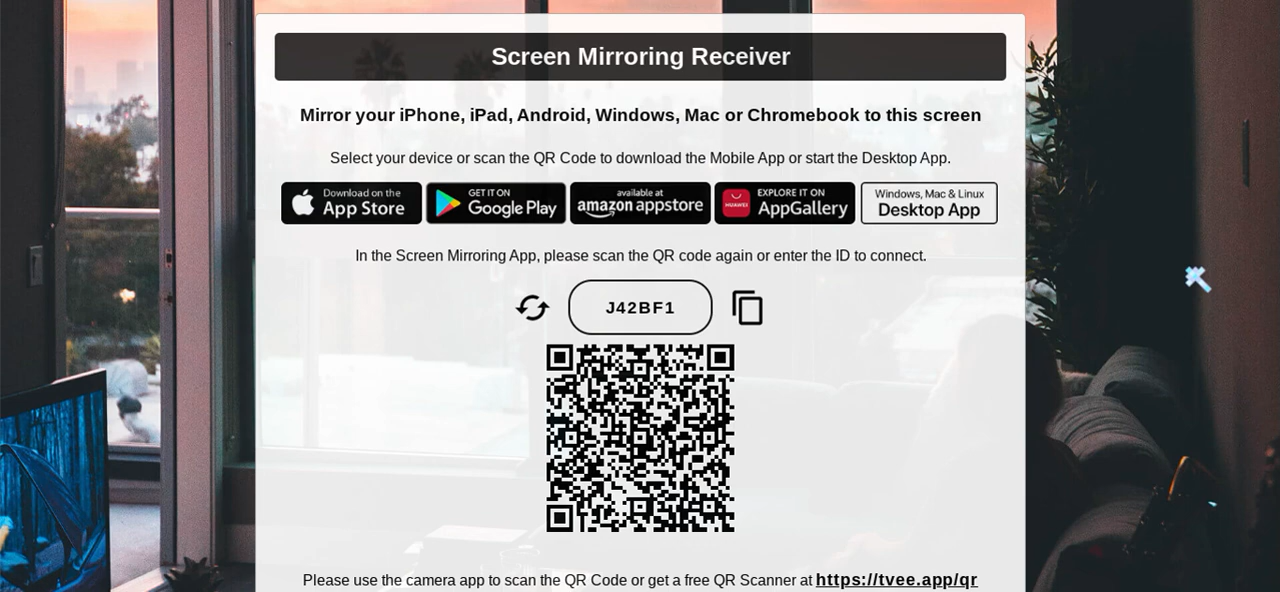 Screen Mirroring Receiver
Mirror your iPhone, iPad, Android, Windows, Mac or Chromebook to this screen
Select your device or scan the QR Code to download the Mobile App or start the Desktop App.
Download on the App Store
GET IT ON Google Play
available at amazon appstore
HUAWEI EXPLORE IT ON AppGallery
Windows, Mac & Linux Desktop App
In the Screen Mirroring App, please scan the QR code again or enter the ID to connect.
J42BF1
Please use the camera app to scan the QR Code or get a free QR Scanner at https://tvee.app/qr